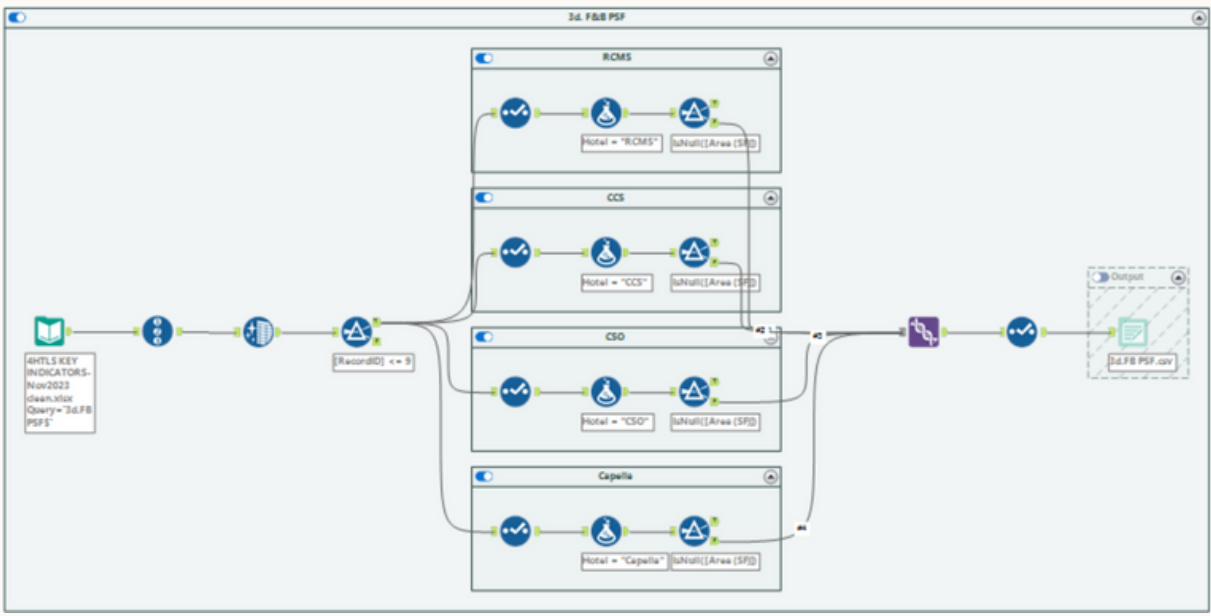 3d. F&B PSF
RCMS
Hotel = "RCMS"
IsNull([Area (SF)])
CCS
Hotel = "CCS"
IsNull([Area (SF)])
4HTLS KEY
INDICATORS-
Nov2023
clean.xlsx
Query=`3d.FB
PSF$`
[RecordID] <= 9
#2
#3
CSO
Hotel = "CSO"
IsNull([Area (SF)])
Output
3d.FB PSF.csv
Capella
Hotel = "Capella"
IsNull([Area (SF)])
#4